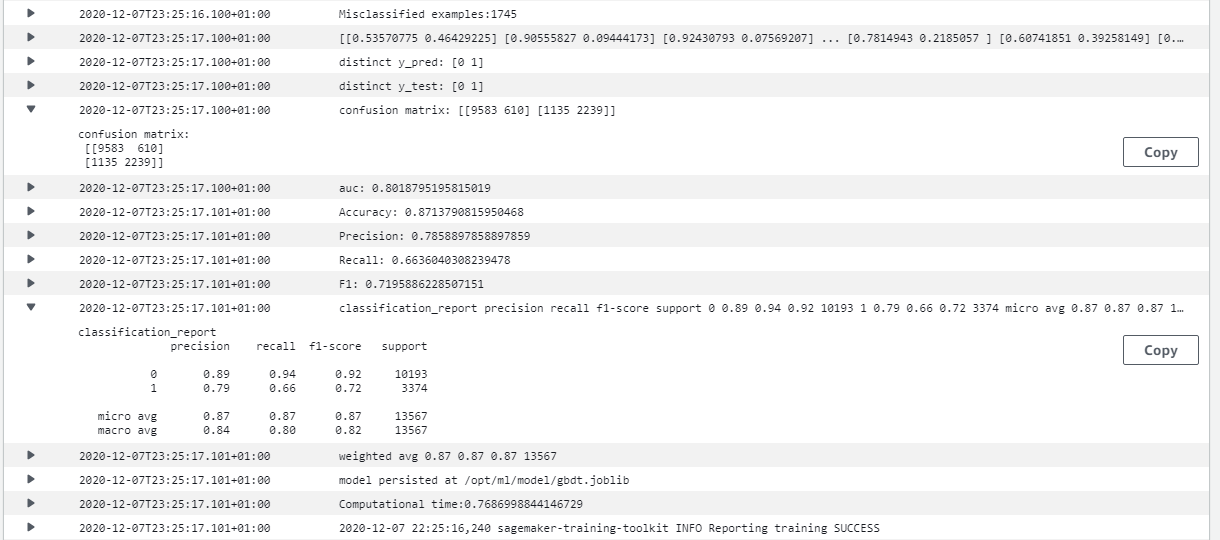 2020-12-07T23:25:16.100+01:00 Misclassified examples:1745
2020-12-07T23:25:17.100+01:00 [[0.53570775 0.46429225] [0.90555827 0.09444173] [0.92430793 0.07569207] ... [0.7814943 0.2185057 ] [0.60741851 0.39258149] [0.…
2020-12-07T23:25:17.100+01:00 distinct y_pred: [0 1]
2020-12-07T23:25:17.100+01:00 distinct y_test: [0 1]
2020-12-07T23:25:17.100+01:00 confusion matrix: [[9583 610] [1135 2239]]
confusion matrix:
[[9583 610]
[1135 2239]]
Copy
2020-12-07T23:25:17.100+01:00 auc: 0.8018795195815019
2020-12-07T23:25:17.101+01:00 Accuracy: 0.8713790815950468
2020-12-07T23:25:17.101+01:00 Precision: 0.7858897858897859
2020-12-07T23:25:17.101+01:00 Recall: 0.6636040308239478
2020-12-07T23:25:17.101+01:00 F1: 0.7195886228507151
2020-12-07T23:25:17.101+01:00 classification_report precision recall f1-score support 0 0.89 0.94 0.92 10193 1 0.79 0.66 0.72 3374 micro avg 0.87 0.87 0.87 1…
classification_report
precision recall f1-score support
Copy
0 0.89 0.94 0.92 10193
1 0.79 0.66 0.72 3374
micro avg 0.87 0.87 0.87 13567
macro avg 0.84 0.80 0.82 13567
2020-12-07T23:25:17.101+01:00 weighted avg 0.87 0.87 0.87 13567
2020-12-07T23:25:17.101+01:00 model persisted at /opt/ml/model/gbdt.joblib
2020-12-07T23:25:17.101+01:00 Computational time:0.7686998844146729
2020-12-07T23:25:17.101+01:00 2020-12-07 22:25:16,240 sagemaker-training-toolkit INFO Reporting training SUCCESS